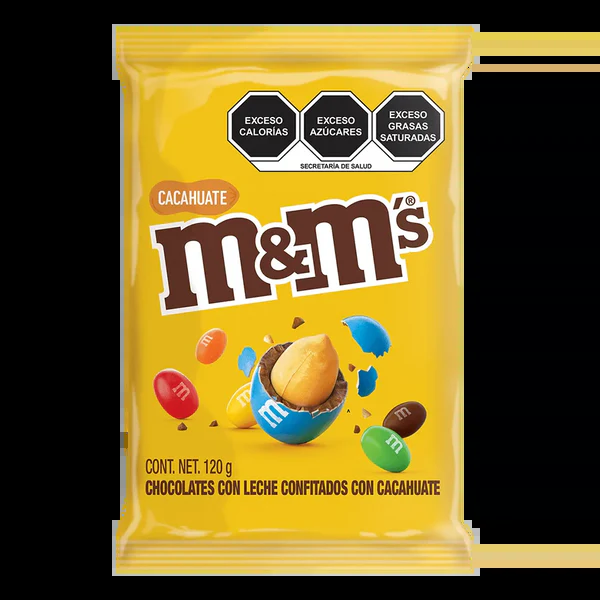 EXCESO
CALORÍAS
EXCESO
AZÚCARES
EXCESO
GRASAS
SATURADAS
SECRETARÍA DE SALUD
CACAHUATE
m&m's®
m
m
m
m
m
m
CONT. NET. 120 g
CHOCOLATES CON LECHE CONFITADOS CON CACAHUATE